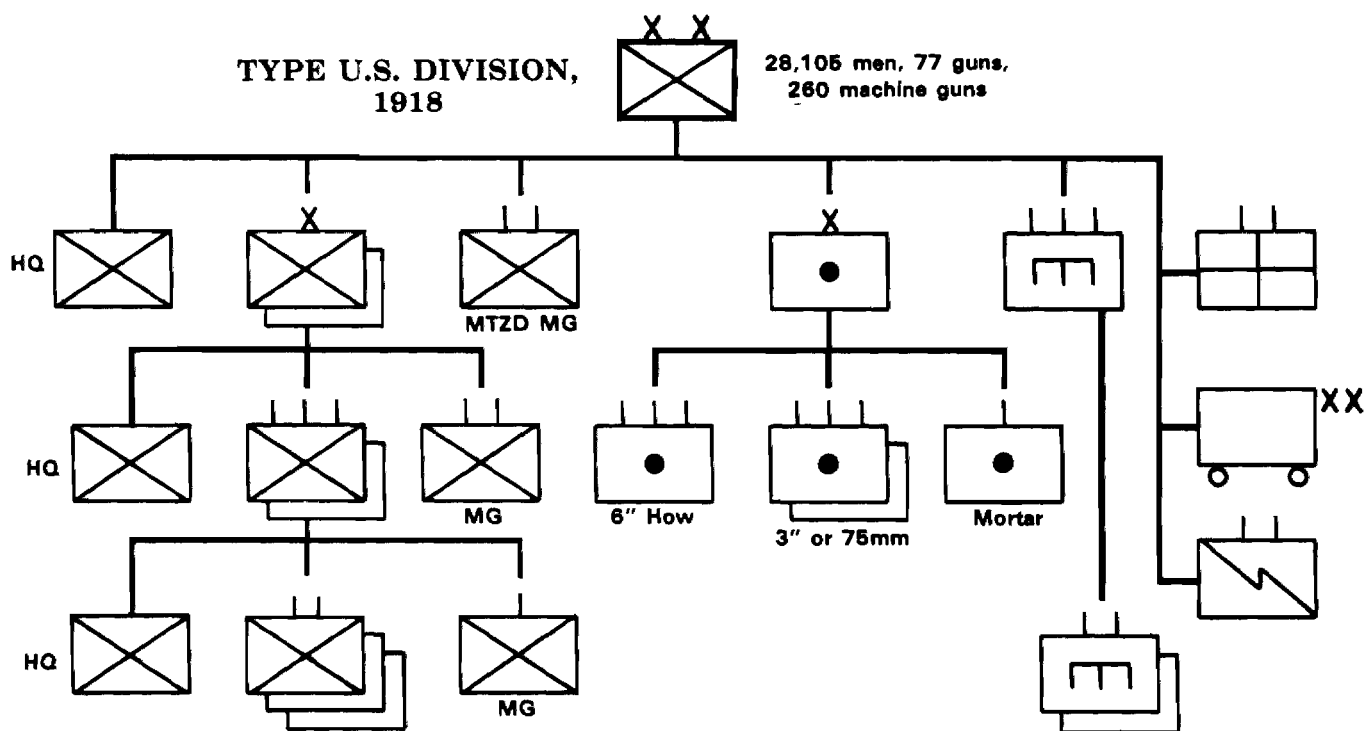 TYPE U.S. DIVISION,
1918
X X
28,105 men, 77 guns,
260 machine guns
HQ
X
MTZD MG
X
HQ
MG
6" How
3" or 75mm
Mortar
XX
HQ
MG